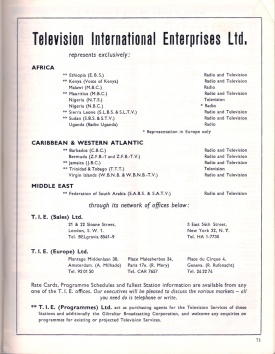 Television International Enterprises Ltd.
represents exclusively:
AFRICA
** Ethiopia (E.B.S.) Radio and Television
** Kenya (Voice of Kenya) Radio and Television
Malawi (M.B.C.) Radio
** Mauritius (M.B.C.) Radio and Television
Nigeria (N.T.S.) Television
Nigeria (N.B.C.) * Radio
** Sierra Leone (S.L.B.S. & S.L.T.V.) Radio and Television
** Sudan (S.B.S. & S.T.V.) Radio and Television
Uganda (Radio Uganda) Radio
* Representation in Europe only
CARIBBEAN & WESTERN ATLANTIC
** Barbados (C.B.C.) Radio and Television
Bermuda (Z.F.B.-1 and Z.F.B.-T.V.) Radio and Television
** Jamaica (J.B.C.) Radio and Television
** Trinidad & Tobago (T.T.T.) Television
Virgin Islands (W.B.N.B. & W.B.N.B.-T.V.) Radio and Television
MIDDLE EAST
** Federation of South Arabia (S.A.B.S. & S.A.T.V.) Radio and Television
through its network of offices below:
T. I. E. (Sales) Ltd.
21 & 22 Sloane Street, 5 East 56th Street,
London, S.W. 1. New York 22, N.Y.
Tel. BELgravia 8541-9 Tel. HA 1-7730
T. I. E. (Europe) Ltd.
Plantage Middenlaan 38, Place Malesherbes 24, Place du Cirque 4,
Amsterdam. (A. Milhado) Paris 17e. (R. Mory) Geneva. (R. Rufenacht)
Tel. 92 01 50 Tel. CAR 7657 Tel. 26 22 76
Rate Cards, Programme Schedules and fullest Station information are available from any
one of the T. I. E. offices. Our executives will be pleased to discuss the various markets – all
you need do is telephone or write.
** T. I. E. (Programmes) Ltd. act as purchasing agents for the Television Services of these
Stations and additionally the Gibraltar Broadcasting Corporation, and welcome any enquiries on
programmes for existing or projected Television Services.
73